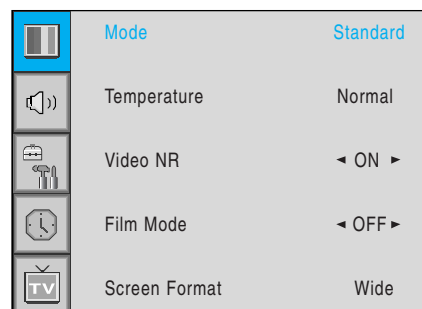 Mode Standard
Temperature Normal
Video NR ◄ ON ►
Film Mode ◄ OFF ►
Screen Format Wide
TV